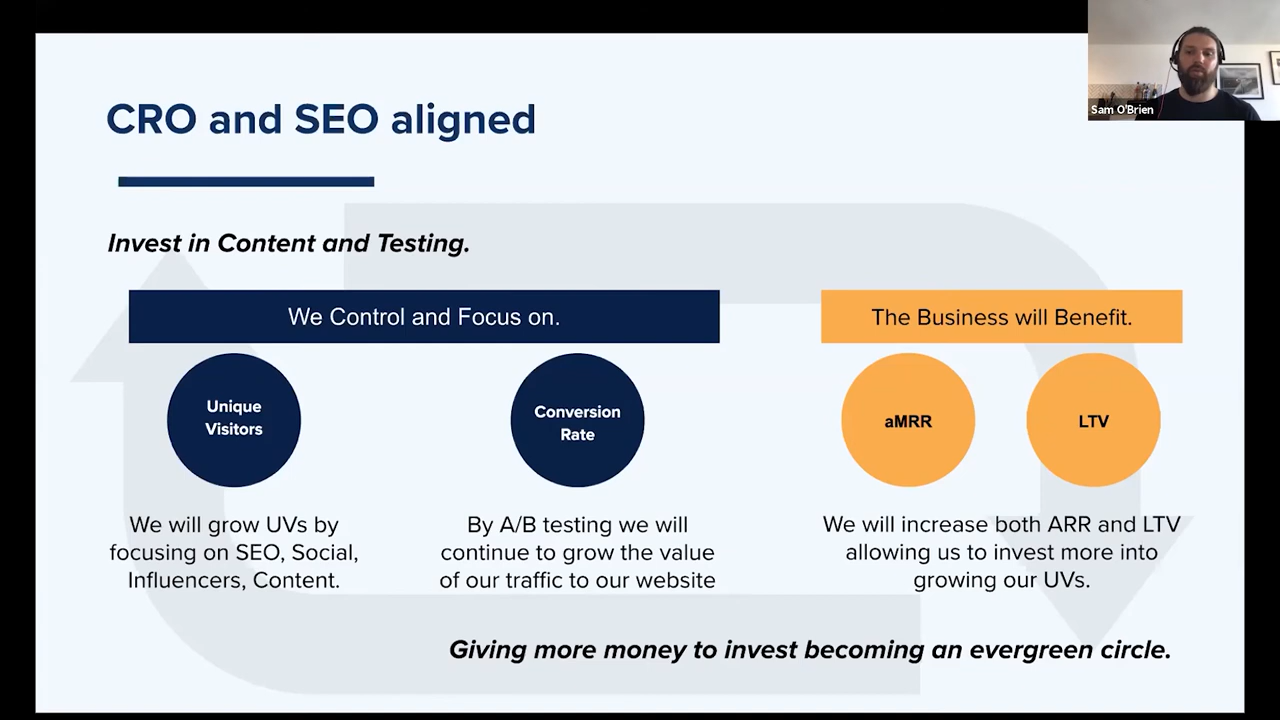 Sam O'Brien
CRO and SEO aligned
Invest in Content and Testing.
We Control and Focus on.
The Business will Benefit.
Unique
Visitors
Conversion
Rate
aMRR
LTV
We will grow UVs by
focusing on SEO, Social,
Influencers, Content.
By A/B testing we will
continue to grow the value
of our traffic to our website
We will increase both ARR and LTV
allowing us to invest more into
growing our UVs.
Giving more money to invest becoming an evergreen circle.